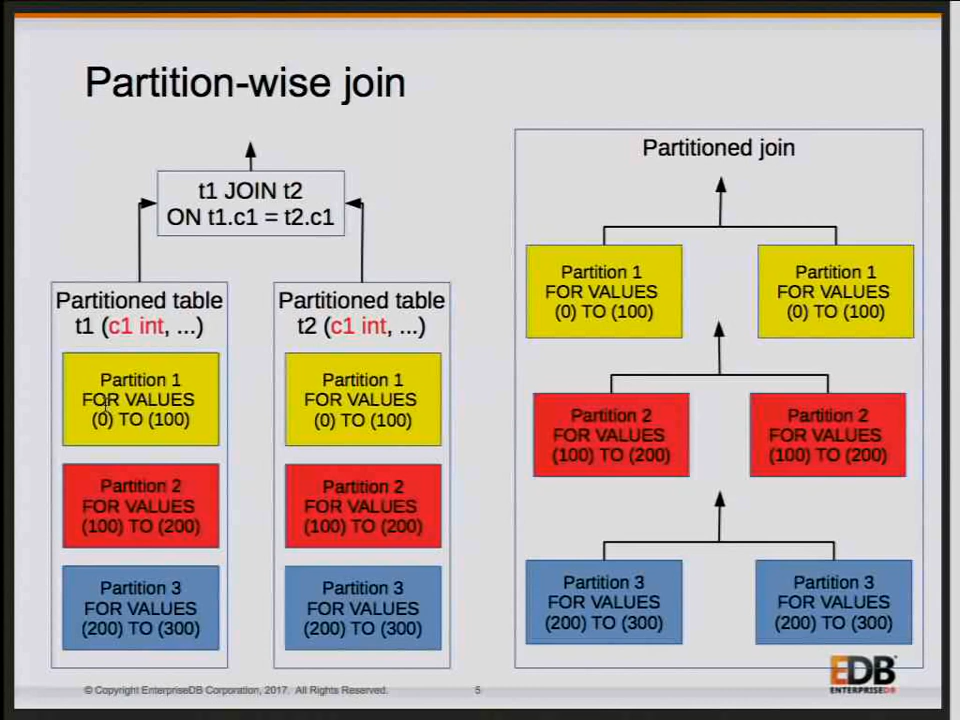 Partition-wise join
t1 JOIN t2
ON t1.c1 = t2.c1
Partitioned table
t1 (c1 int, ...)
Partition 1
FOR VALUES
(0) TO (100)
Partition 2
FOR VALUES
(100) TO (200)
Partition 3
FOR VALUES
(200) TO (300)
Partitioned table
t2 (c1 int, ...)
Partition 1
FOR VALUES
(0) TO (100)
Partition 2
FOR VALUES
(100) TO (200)
Partition 3
FOR VALUES
(200) TO (300)
Partitioned join
Partition 1
FOR VALUES
(0) TO (100)
Partition 1
FOR VALUES
(0) TO (100)
Partition 2
FOR VALUES
(100) TO (200)
Partition 2
FOR VALUES
(100) TO (200)
Partition 3
FOR VALUES
(200) TO (300)
Partition 3
FOR VALUES
(200) TO (300)
© Copyright EnterpriseDB Corporation, 2017. All Rights Reserved.
5
EDB
ENTERPRISEDB